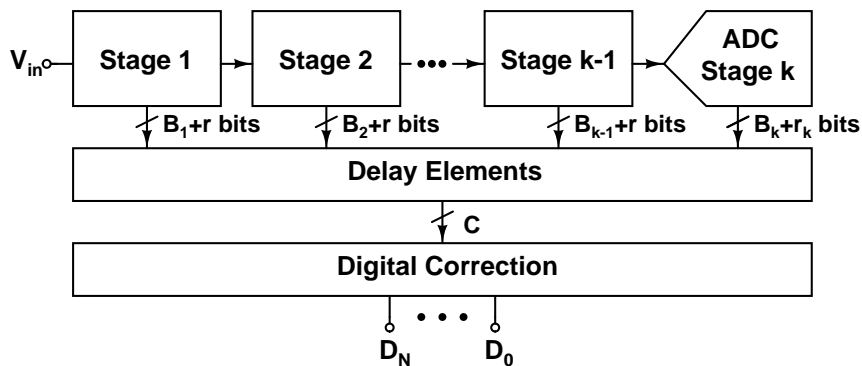 V_in
Stage 1
Stage 2
Stage k-1
ADC
Stage k
B_1+r bits
B_2+r bits
B_{k-1}+r bits
B_k+r_k bits
Delay Elements
C
Digital Correction
D_N
D_0